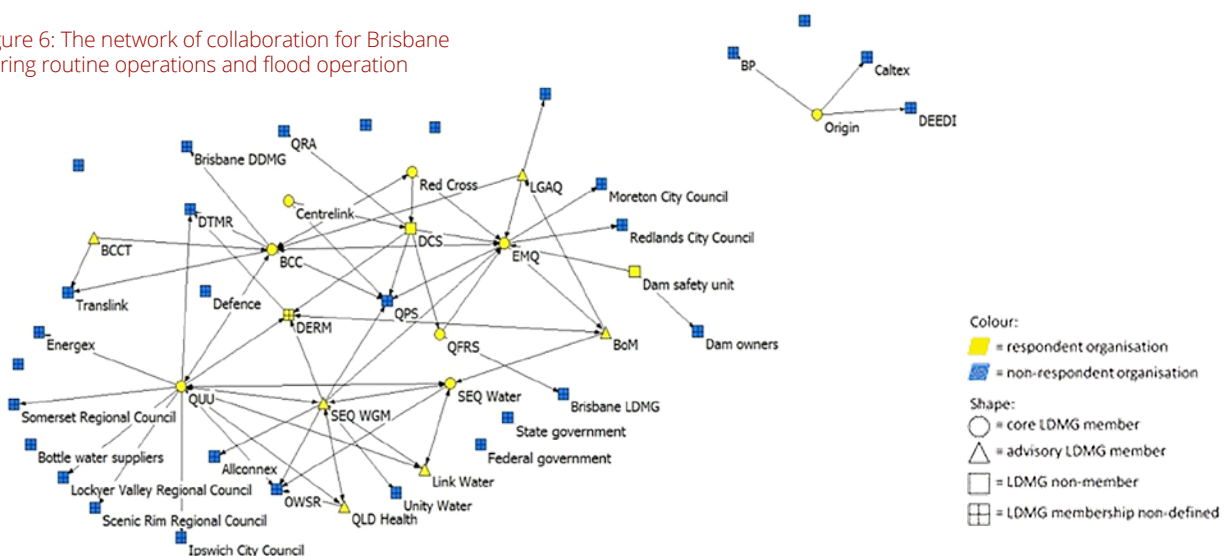 gure 6: The network of collaboration for Brisbane
ring routine operations and flood operation
BP
Caltex
Origin
DEEDI
QRA
Brisbane DDMG
Red Cross
LGAQ
Moreton City Council
Centrelink
DTMR
DCS
Redlands City Council
BCCT
BCC
EMQ
Dam safety unit
Translink
Defence
QPS
DERM
QFRS
BoM
Dam owners
Energex
QUU
SEQ Water
SEQ WGM
Brisbane LDMG
Somerset Regional Council
State government
Bottle water suppliers
Allconnex
Federal government
Link Water
Lockyer Valley Regional Council
OWSR
Unity Water
Scenic Rim Regional Council
QLD Health
Ipswich City Council
Colour:
= respondent organisation
= non-respondent organisation
Shape:
= core LDMG member
= advisory LDMG member
= LDMG non-member
= LDMG membership non-defined